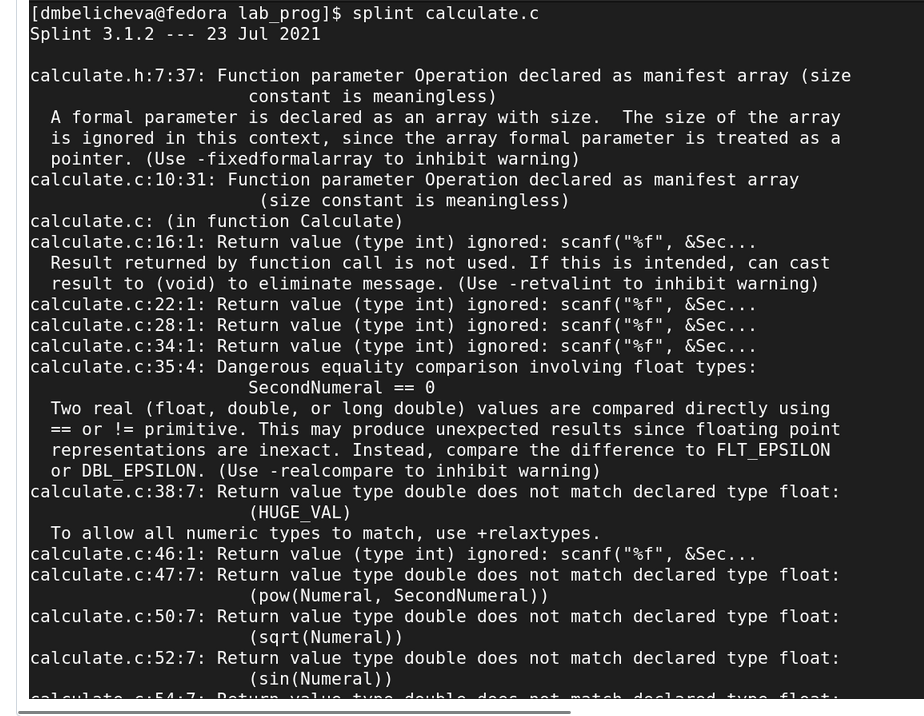 [dmbelicheva@fedora lab_prog]$ splint calculate.c
Splint 3.1.2 --- 23 Jul 2021

calculate.h:7:37: Function parameter Operation declared as manifest array (size
                     constant is meaningless)
  A formal parameter is declared as an array with size.  The size of the array
  is ignored in this context, since the array formal parameter is treated as a
  pointer. (Use -fixedformalarray to inhibit warning)
calculate.c:10:31: Function parameter Operation declared as manifest array
                      (size constant is meaningless)
calculate.c: (in function Calculate)
calculate.c:16:1: Return value (type int) ignored: scanf("%f", &Sec...
  Result returned by function call is not used. If this is intended, can cast
  result to (void) to eliminate message. (Use -retvalint to inhibit warning)
calculate.c:22:1: Return value (type int) ignored: scanf("%f", &Sec...
calculate.c:28:1: Return value (type int) ignored: scanf("%f", &Sec...
calculate.c:34:1: Return value (type int) ignored: scanf("%f", &Sec...
calculate.c:35:4: Dangerous equality comparison involving float types:
                     SecondNumeral == 0
  Two real (float, double, or long double) values are compared directly using
  == or != primitive. This may produce unexpected results since floating point
  representations are inexact. Instead, compare the difference to FLT_EPSILON
  or DBL_EPSILON. (Use -realcompare to inhibit warning)
calculate.c:38:7: Return value type double does not match declared type float:
                     (HUGE_VAL)
  To allow all numeric types to match, use +relaxtypes.
calculate.c:46:1: Return value (type int) ignored: scanf("%f", &Sec...
calculate.c:47:7: Return value type double does not match declared type float:
                     (pow(Numeral, SecondNumeral))
calculate.c:50:7: Return value type double does not match declared type float:
                     (sqrt(Numeral))
calculate.c:52:7: Return value type double does not match declared type float:
                     (sin(Numeral))
calculate.c:54:7: Return value type double does not match declared type float: